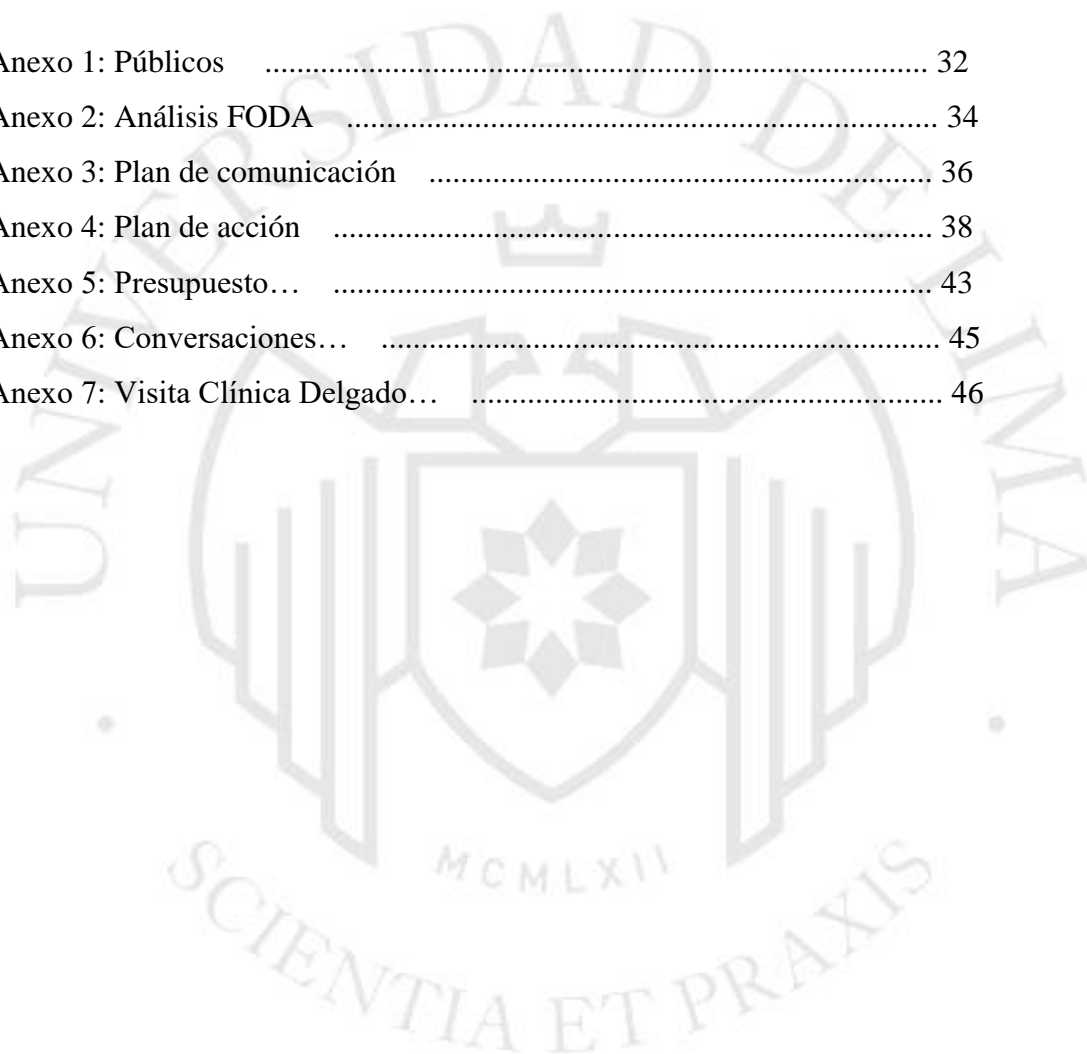 Anexo 1: Públicos ........................................................................ 32
Anexo 2: Análisis FODA ................................................................ 34
Anexo 3: Plan de comunicación ...................................................... 36
Anexo 4: Plan de acción ................................................................. 38
Anexo 5: Presupuesto… ................................................................. 43
Anexo 6: Conversaciones… ............................................................ 45
Anexo 7: Visita Clínica Delgado… ................................................... 46
UNIVERSIDAD DE LIMA
MCMLXII
SCIENTIA ET PRAXIS